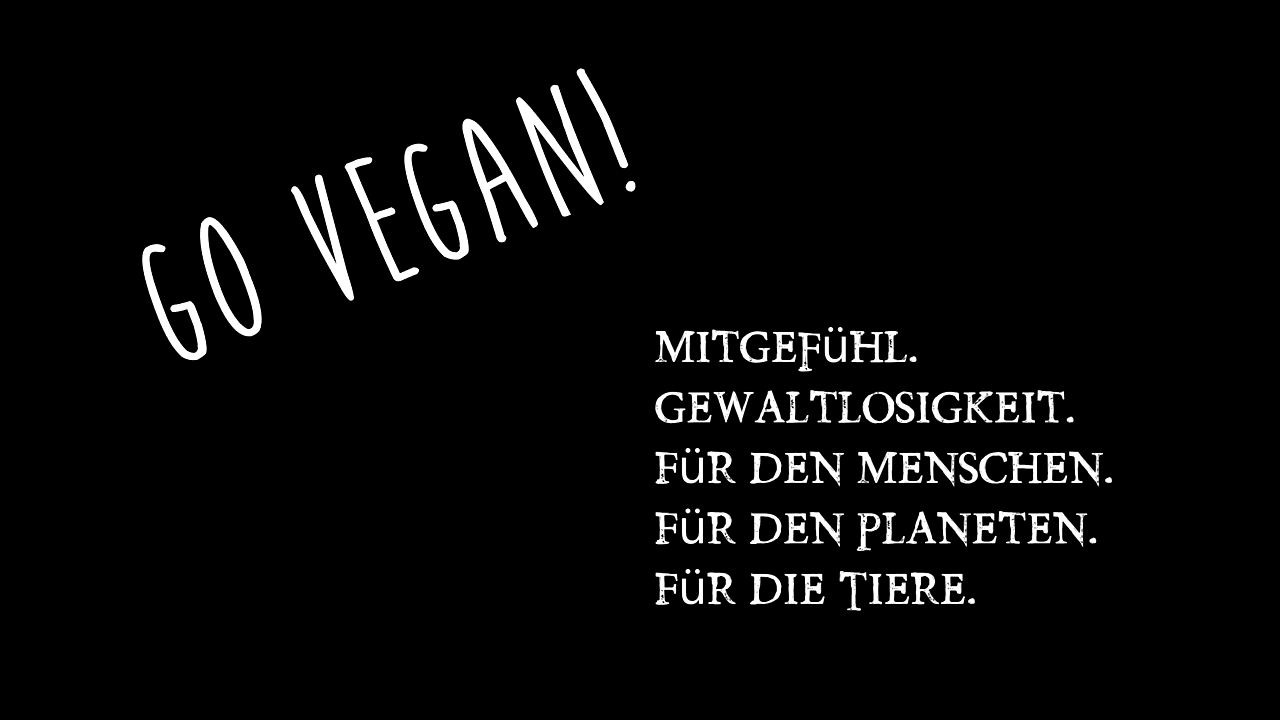 GO VEGAN!
MITGEFÜHL.
GEWALTLOSIGKEIT.
FÜR DEN MENSCHEN.
FÜR DEN PLANETEN.
FÜR DIE TIERE.